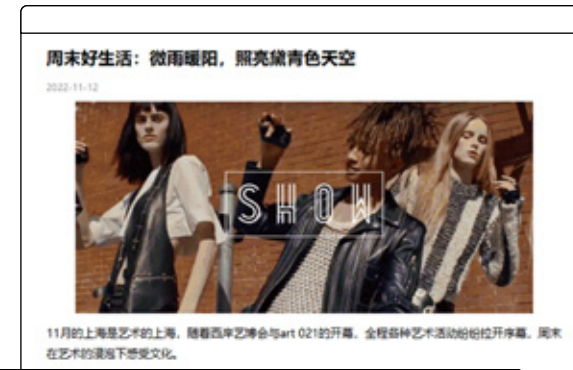 周末好生活：微雨暖阳，照亮黛青色天空
2022-11-12
SHOW
11月的上海是艺术的上海，随着西岸艺博会与art 021的开幕，全程各种艺术活动纷纷拉开序幕。周末
在艺术的浸泡下感受文化。